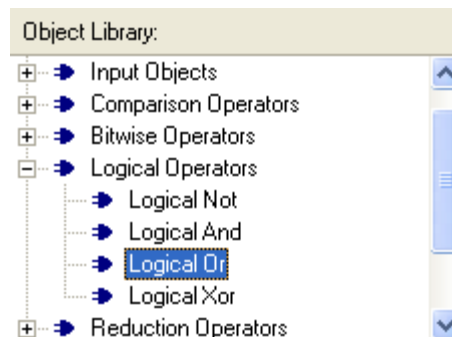 Object Library:
Input Objects
Comparison Operators
Bitwise Operators
Logical Operators
Logical Not
Logical And
Logical Or
Logical Xor
Reduction Operators